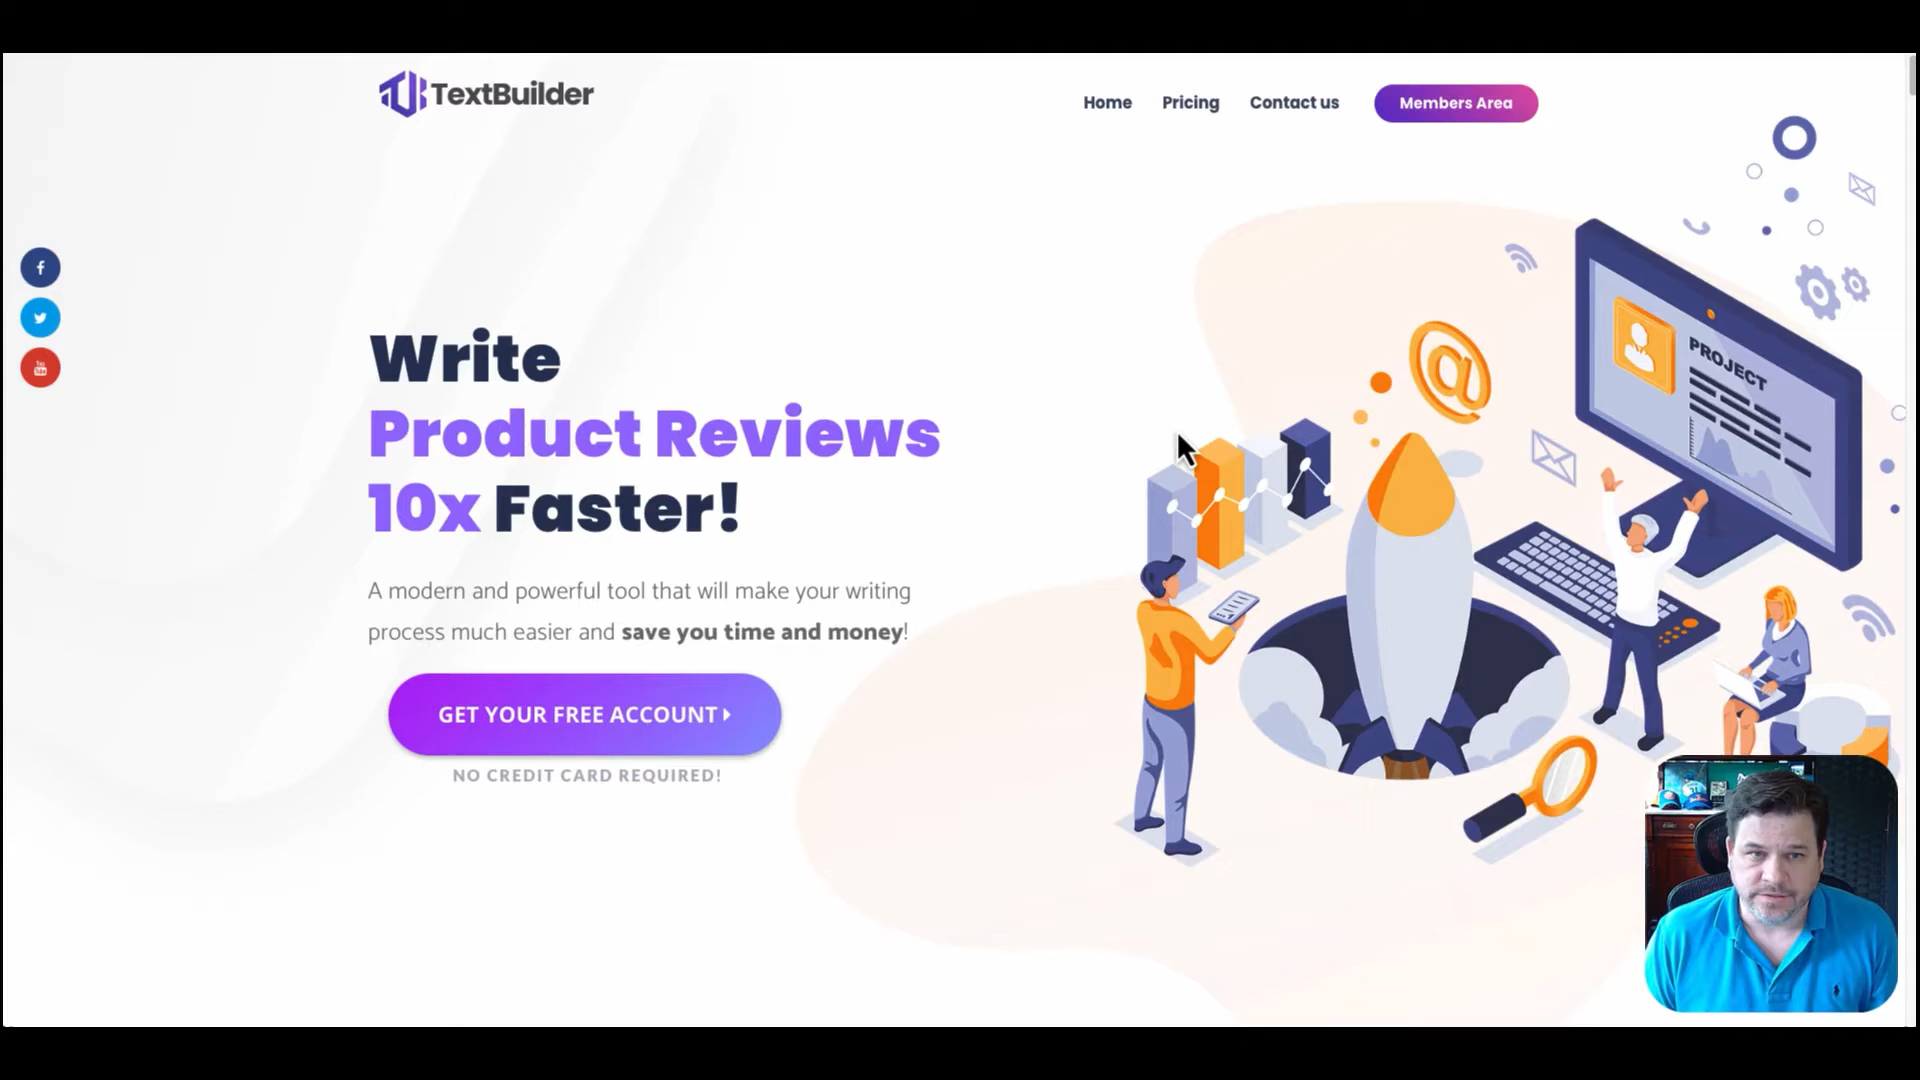 TextBuilder
Home Pricing Contact us Members Area
Write
Product Reviews
10x Faster!
A modern and powerful tool that will make your writing
process much easier and save you time and money!
GET YOUR FREE ACCOUNT
NO CREDIT CARD REQUIRED!
PROJECT